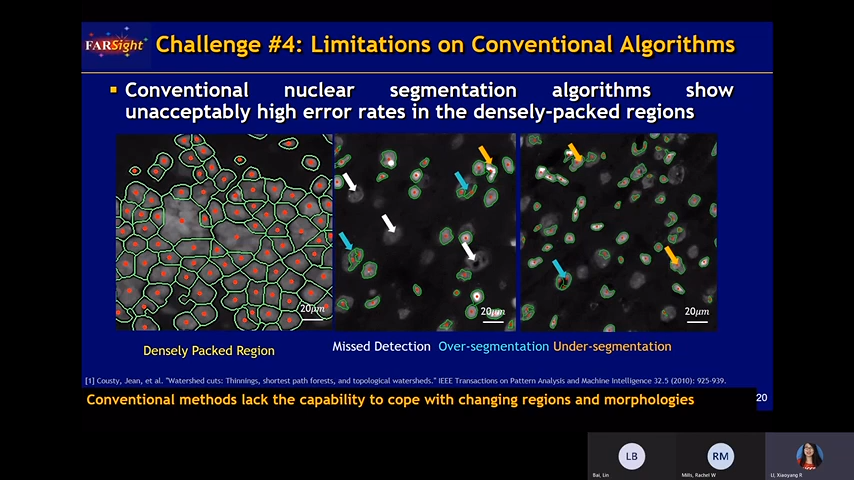 FARSight
Challenge #4: Limitations on Conventional Algorithms
▪ Conventional nuclear segmentation algorithms show
unacceptably high error rates in the densely-packed regions
20μm
20μm
20μm
Densely Packed Region
Missed Detection Over-segmentation Under-segmentation
[1] Cousty, Jean, et al. "Watershed cuts: Thinnings, shortest path forests, and topological watersheds." IEEE Transactions on Pattern Analysis and Machine Intelligence 32.5 (2010): 925-939.
Conventional methods lack the capability to cope with changing regions and morphologies
20
LB
RM
Bai, Lin
Mills, Rachel W
LI, Xiaoyang R